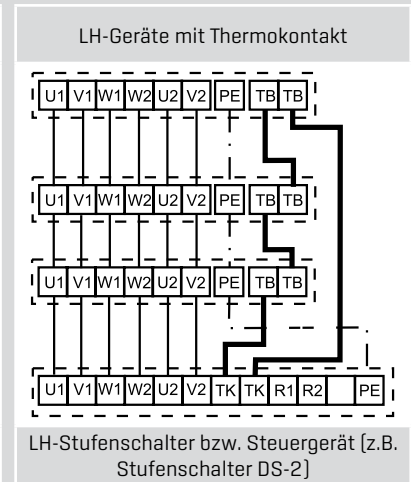 LH-Geräte mit Thermokontakt
U1 V1 W1 W2 U2 V2 PE TB TB
U1 V1 W1 W2 U2 V2 PE TB TB
U1 V1 W1 W2 U2 V2 PE TB TB
U1 V1 W1 W2 U2 V2 TK TK R1 R2 PE
LH-Stufenschalter bzw. Steuergerät (z.B.
Stufenschalter DS-2)